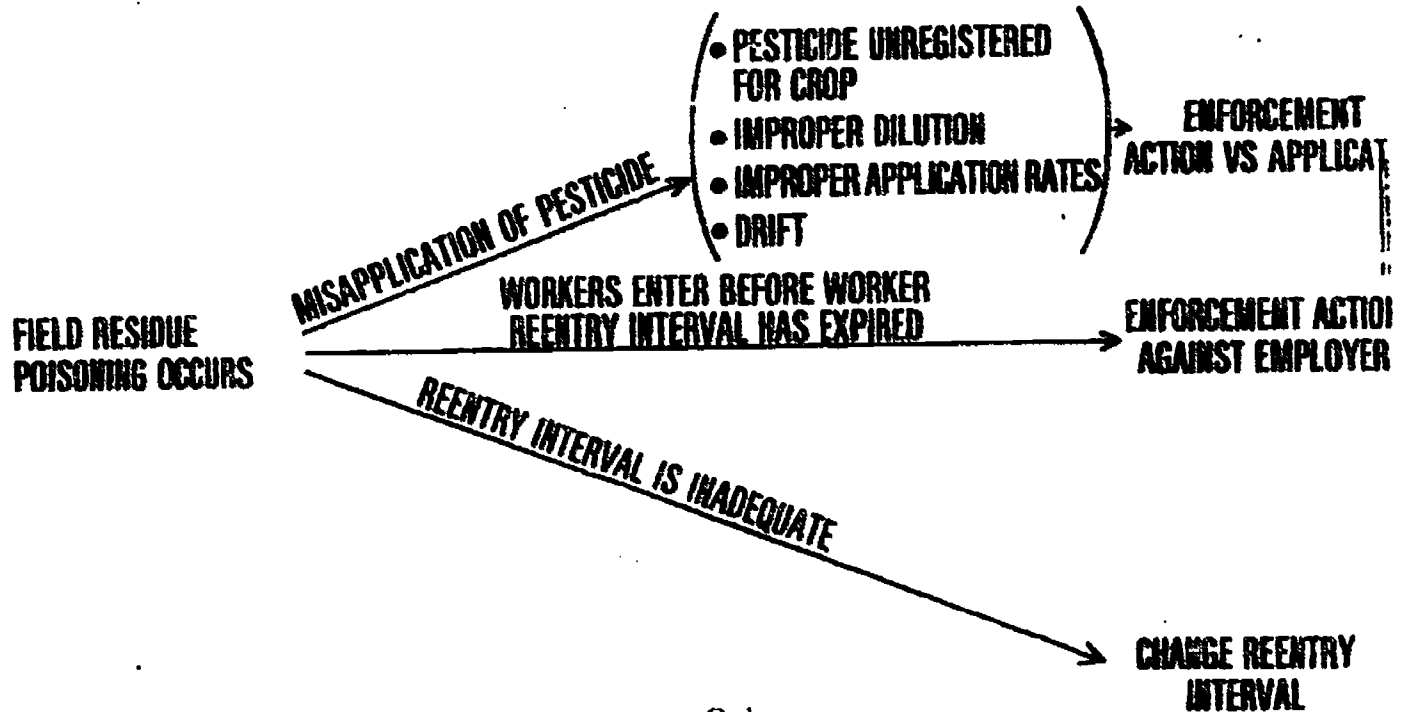 • PESTICIDE UNREGISTERED
FOR CROP
• IMPROPER DILUTION
• IMPROPER APPLICATION RATES
• DRIFT
ENFORCEMENT
ACTION VS APPLICAT
MISAPPLICATION OF PESTICIDE
WORKERS ENTER BEFORE WORKER
REENTRY INTERVAL HAS EXPIRED
ENFORCEMENT ACTIO
AGAINST EMPLOYER
FIELD RESIDUE
POISONING OCCURS
REENTRY INTERVAL IS INADEQUATE
CHANGE REENTRY
INTERVAL